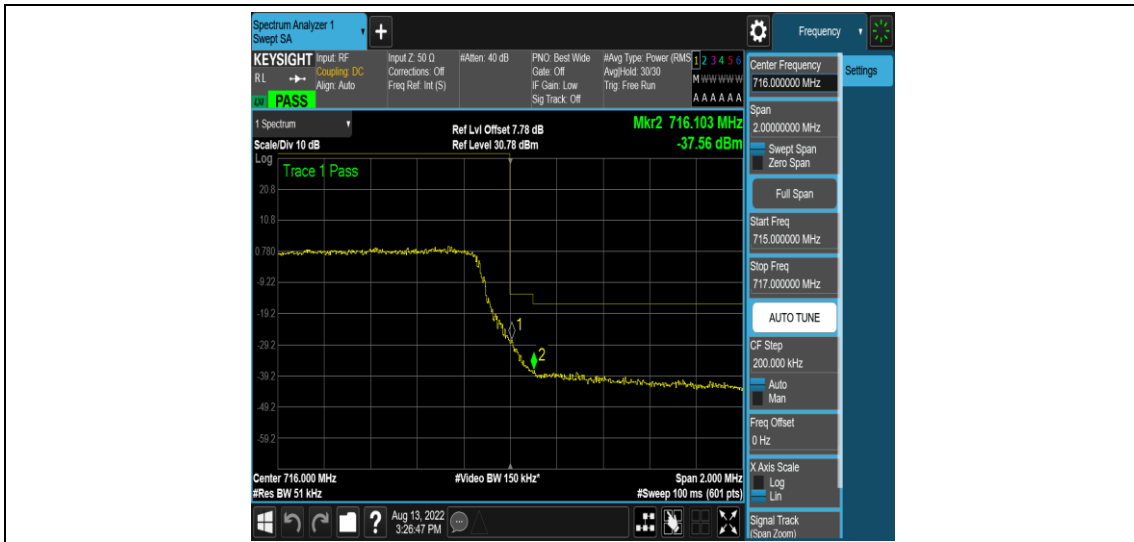 Spectrum Analyzer 1
Swept SA
+
Frequency
KEYSIGHT
RL
Input: RF
Coupling: DC
Align: Auto
Input Z: 50 Ω
Corrections: Off
Freq Ref: Int (S)
#Atten: 40 dB
PNO: Best Wide
Gate: Off
IF Gain: Low
Sig Track: Off
#Avg Type: Power (RMS
Avg|Hold: 30/30
Trig: Free Run
1 2 3 4 5 6
M W W W W W
A A A A A A
PASS
1 Spectrum
Scale/Div 10 dB
Ref Lvl Offset 7.78 dB
Ref Level 30.78 dBm
Mkr2 716.103 MHz
-37.56 dBm
Log
Trace 1 Pass
20.8
10.8
0.780
-9.22
-19.2
-29.2
-39.2
-49.2
-59.2
1
2
Center 716.000 MHz
#Res BW 51 kHz
#Video BW 150 kHz*
Span 2.000 MHz
#Sweep 100 ms (601 pts)
Center Frequency
716.000000 MHz
Settings
Span
2.00000000 MHz
Swept Span
Zero Span
Full Span
Start Freq
715.000000 MHz
Stop Freq
717.000000 MHz
AUTO TUNE
CF Step
200.000 kHz
Auto
Man
Freq Offset
0 Hz
X Axis Scale
Log
Lin
Signal Track
(Span Zoom)
?
Aug 13, 2022
3:26:47 PM